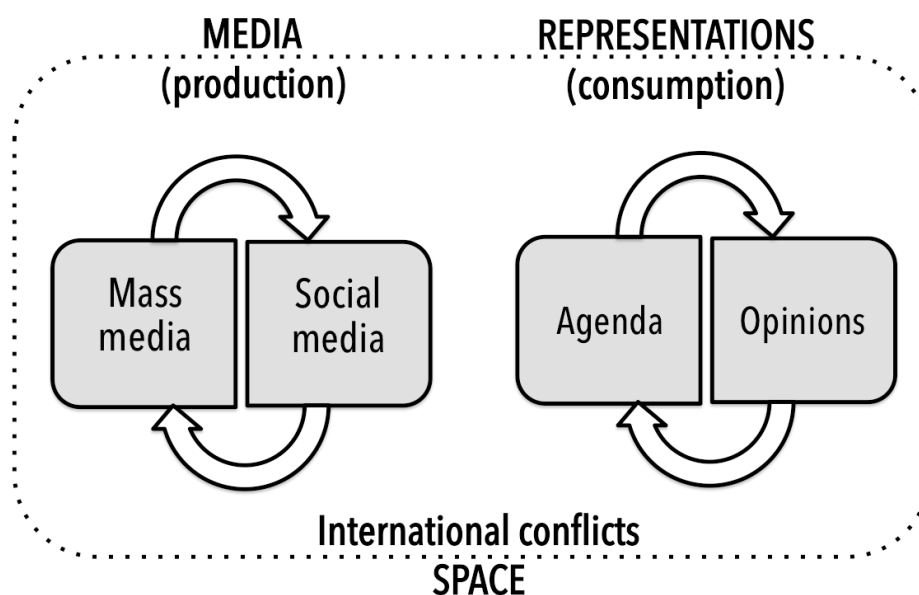 MEDIA
(production)
REPRESENTATIONS
(consumption)
Mass
media
Social
media
Agenda
Opinions
International conflicts
SPACE